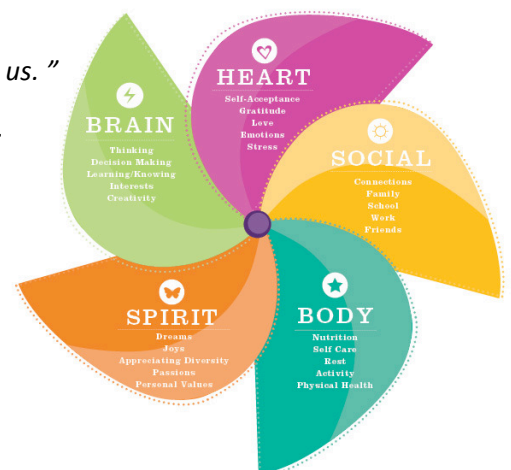 us. ”
HEART
Self-Acceptance
Gratitude
Love
Emotions
Stress
BRAIN
Thinking
Decision Making
Learning/Knowing
Interests
Creativity
SOCIAL
Connections
Family
School
Work
Friends
SPIRIT
Dreams
Joys
Appreciating Diversity
Passions
Personal Values
BODY
Nutrition
Self Care
Rest
Activity
Physical Health